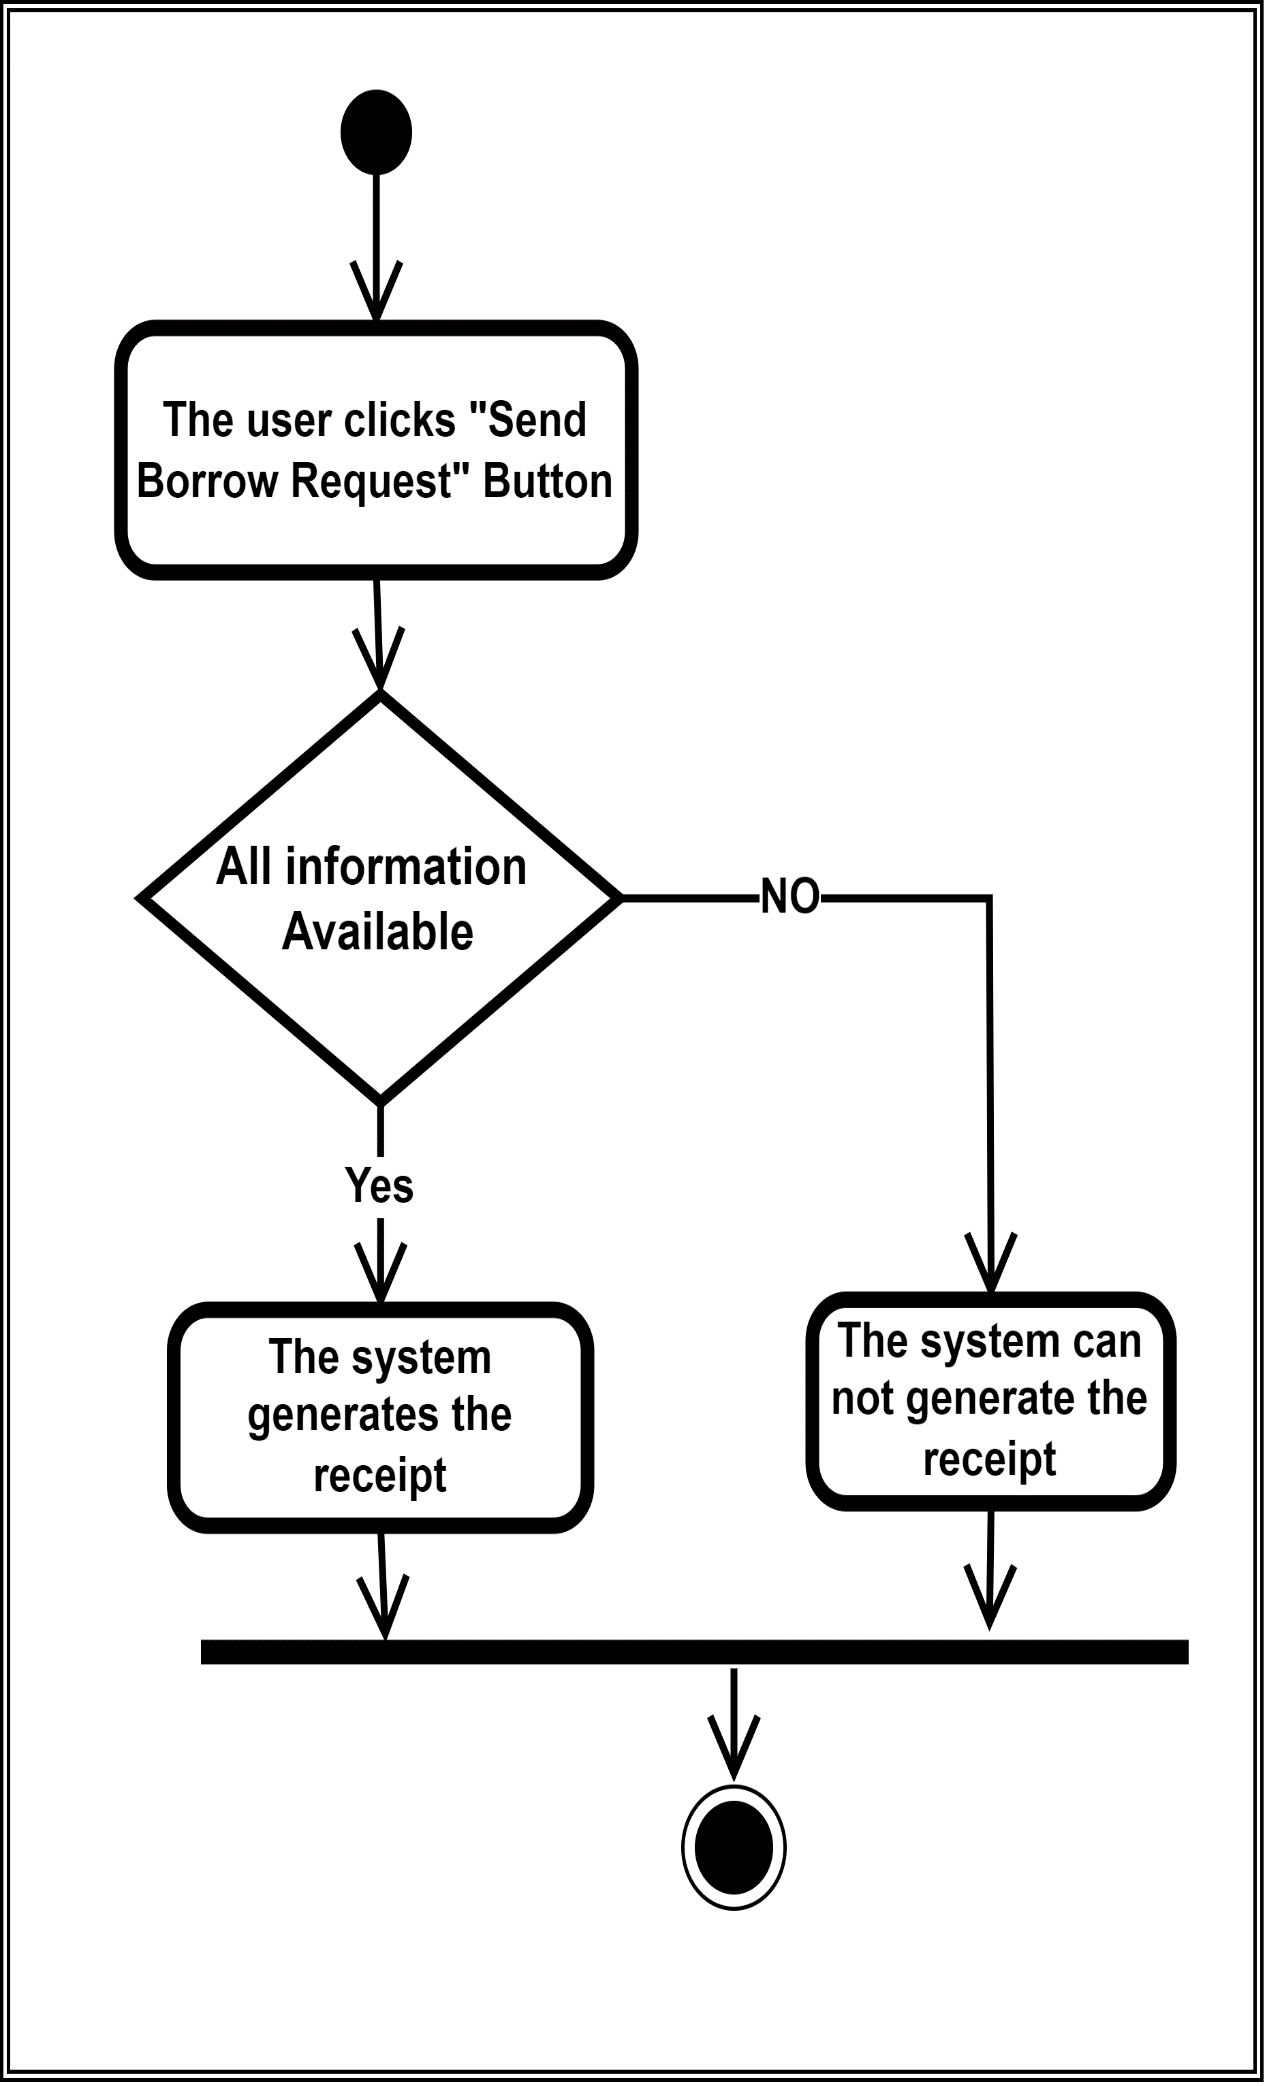 The user clicks "Send
Borrow Request" Button
All information
Available
NO
Yes
The system
generates the
receipt
The system can
not generate the
receipt